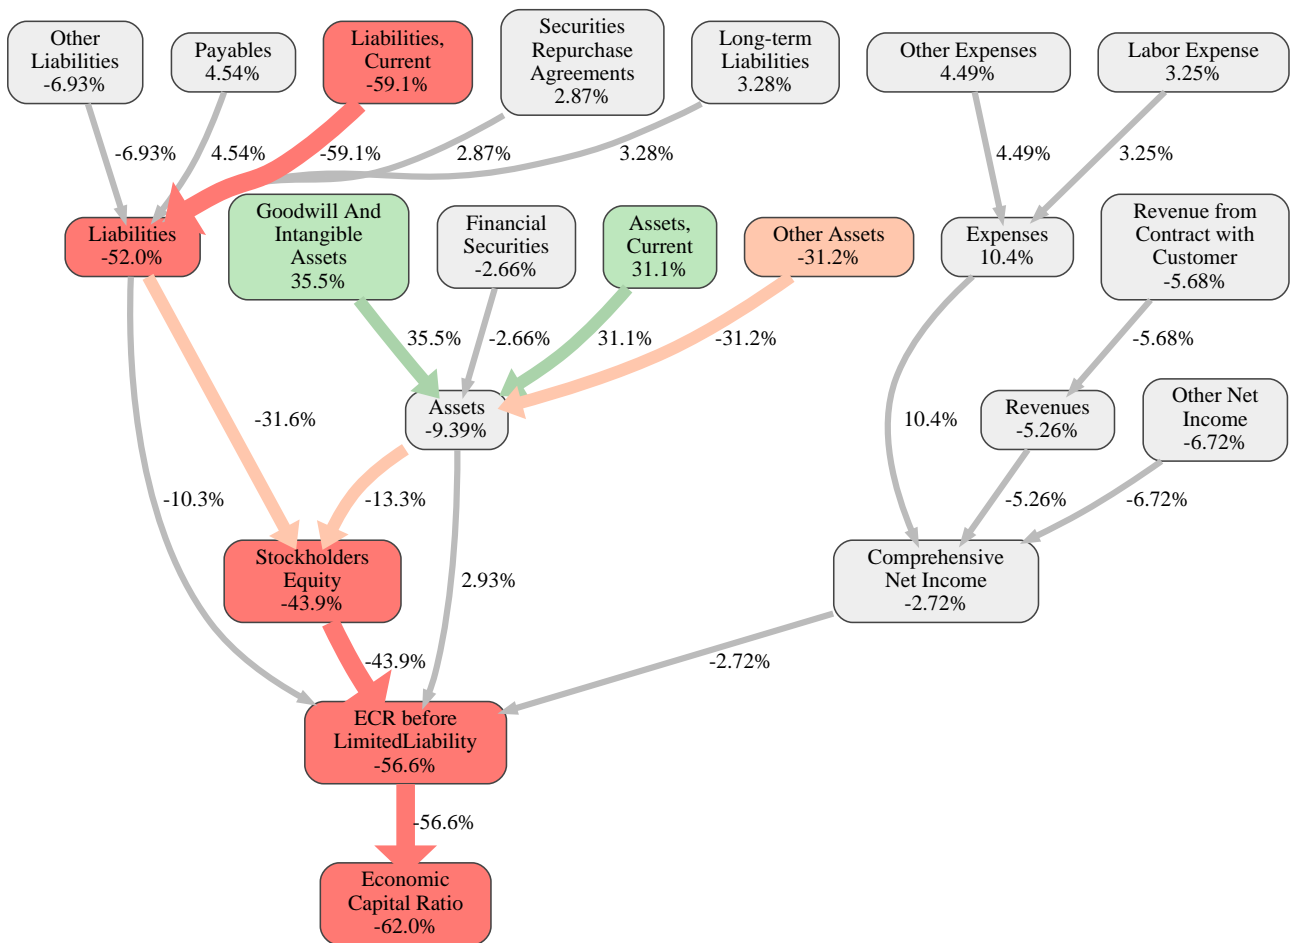 Other
Liabilities
-6.93%
Payables
4.54%
Liabilities,
Current
-59.1%
Securities
Repurchase
Agreements
2.87%
Long-term
Liabilities
3.28%
Other Expenses
4.49%
Labor Expense
3.25%
-6.93%
4.54%
-59.1%
2.87%
3.28%
4.49%
3.25%
Liabilities
-52.0%
Goodwill And
Intangible
Assets
35.5%
Financial
Securities
-2.66%
Assets,
Current
31.1%
Other Assets
-31.2%
Expenses
10.4%
Revenue from
Contract with
Customer
-5.68%
35.5%
-2.66%
31.1%
-31.2%
-5.68%
Assets
-9.39%
Revenues
-5.26%
Other Net
Income
-6.72%
-31.6%
10.4%
-10.3%
-13.3%
-5.26%
-6.72%
Stockholders
Equity
-43.9%
2.93%
Comprehensive
Net Income
-2.72%
-43.9%
-2.72%
ECR before
LimitedLiability
-56.6%
-56.6%
Economic
Capital Ratio
-62.0%